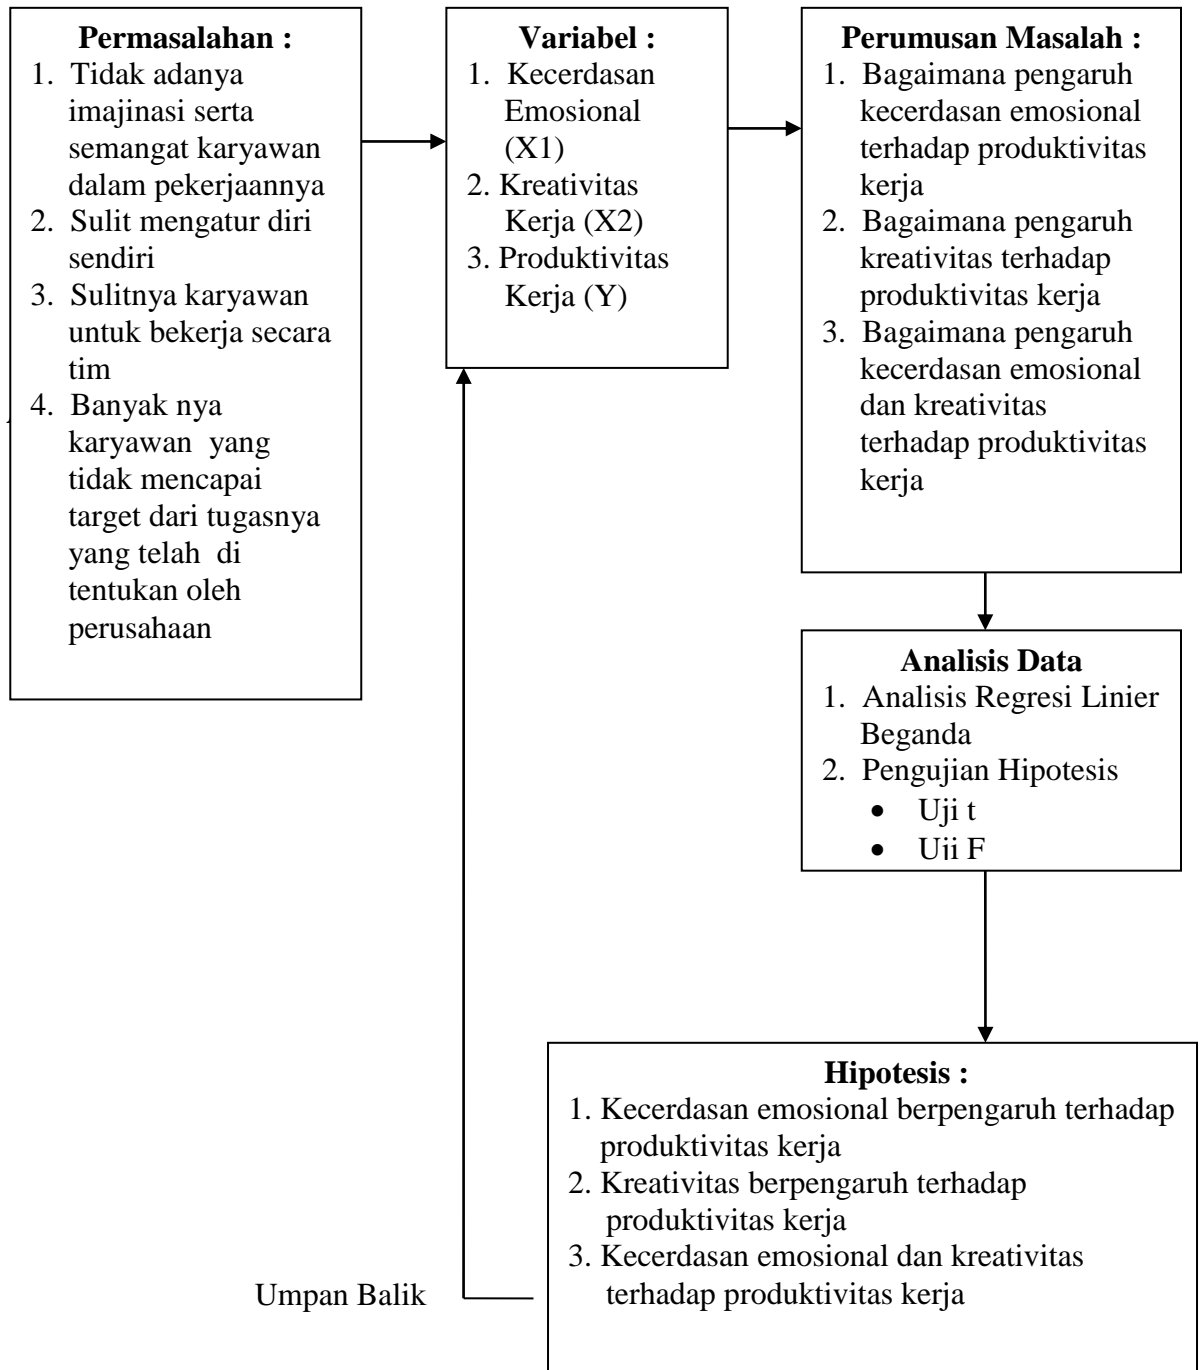 Permasalahan :
1. Tidak adanya
imajinasi serta
semangat karyawan
dalam pekerjaannya
2. Sulit mengatur diri
sendiri
3. Sulitnya karyawan
untuk bekerja secara
tim
4. Banyak nya
karyawan yang
tidak mencapai
target dari tugasnya
yang telah di
tentukan oleh
perusahaan
Variabel :
1. Kecerdasan
Emosional
(X1)
2. Kreativitas
Kerja (X2)
3. Produktivitas
Kerja (Y)
Perumusan Masalah :
1. Bagaimana pengaruh
kecerdasan emosional
terhadap produktivitas
kerja
2. Bagaimana pengaruh
kreativitas terhadap
produktivitas kerja
3. Bagaimana pengaruh
kecerdasan emosional
dan kreativitas
terhadap produktivitas
kerja
Analisis Data
1. Analisis Regresi Linier
Beganda
2. Pengujian Hipotesis
• Uji t
• Uji F
Hipotesis :
1. Kecerdasan emosional berpengaruh terhadap
produktivitas kerja
2. Kreativitas berpengaruh terhadap
produktivitas kerja
3. Kecerdasan emosional dan kreativitas
terhadap produktivitas kerja
Umpan Balik